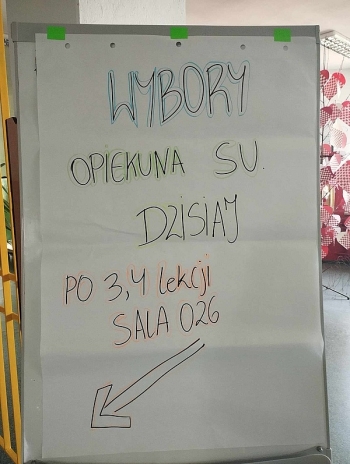 WYBORY
OPIEKUNA SU.
DZISIAJ
PO 3,4 lekcji
SALA 026